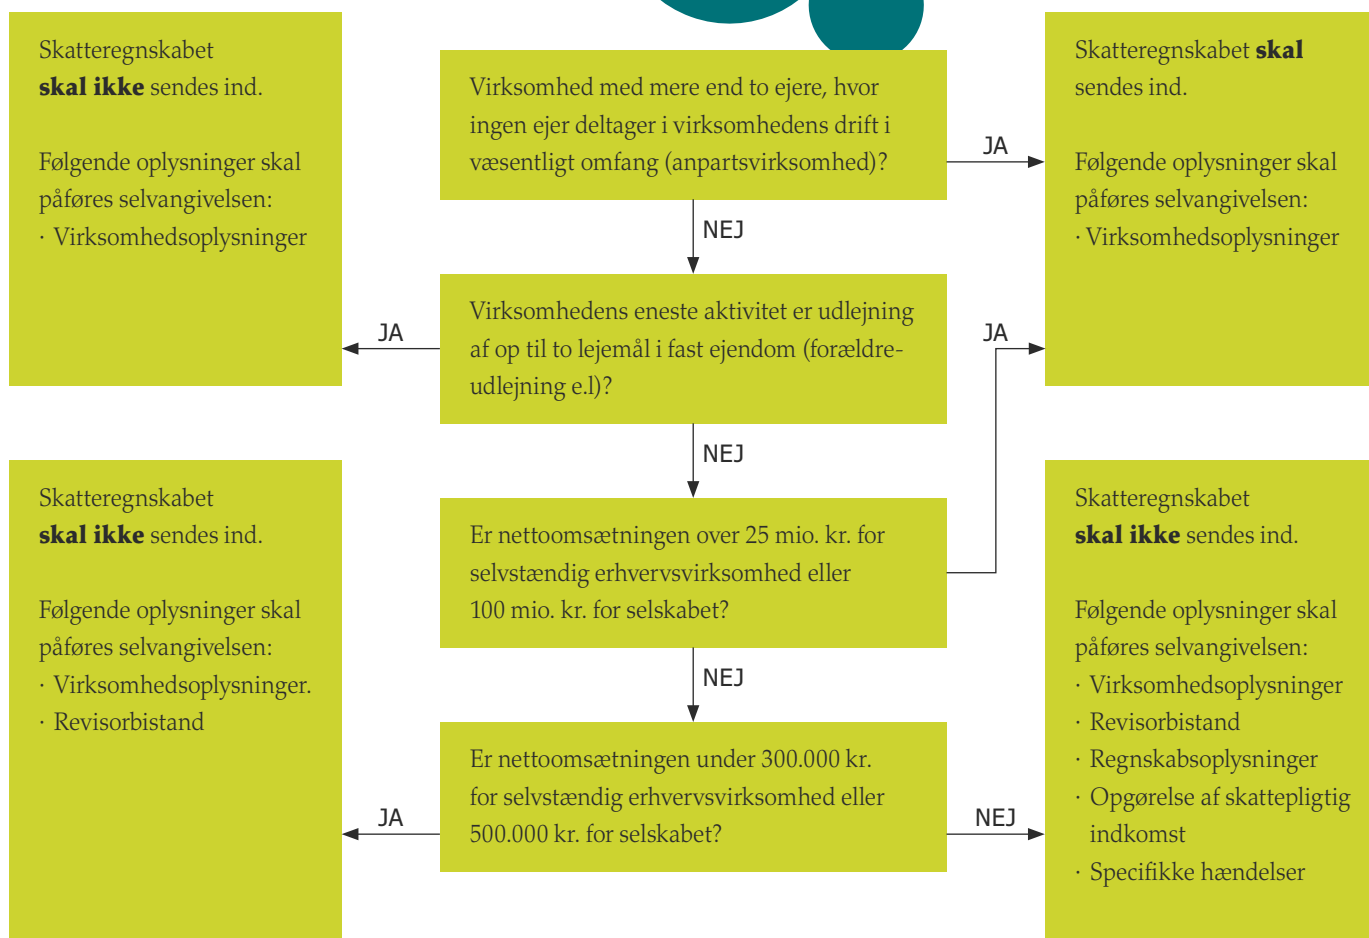 Skatteregnskabet
skal ikke sendes ind.
Følgende oplysninger skal
påføres selvangivelsen:
· Virksomhedsoplysninger
Virksomhed med mere end to ejere, hvor
ingen ejer deltager i virksomhedens drift i
væsentligt omfang (anpartsvirksomhed)?
JA
Skatteregnskabet skal
sendes ind.
Følgende oplysninger skal
påføres selvangivelsen:
· Virksomhedsoplysninger
NEJ
JA
Virksomhedens eneste aktivitet er udlejning
af op til to lejemål i fast ejendom (forældre-
udlejning e.l)?
JA
NEJ
Er nettoomsætningen over 25 mio. kr. for
selvstændig erhvervsvirksomhed eller
100 mio. kr. for selskabet?
NEJ
Skatteregnskabet
skal ikke sendes ind.
Følgende oplysninger skal
påføres selvangivelsen:
· Virksomhedsoplysninger.
· Revisorbistand
JA
Er nettoomsætningen under 300.000 kr.
for selvstændig erhvervsvirksomhed eller
500.000 kr. for selskabet?
NEJ
Skatteregnskabet
skal ikke sendes ind.
Følgende oplysninger skal
påføres selvangivelsen:
· Virksomhedsoplysninger
· Revisorbistand
· Regnskabsoplysninger
· Opgørelse af skattepligtig
indkomst
· Specifikke hændelser